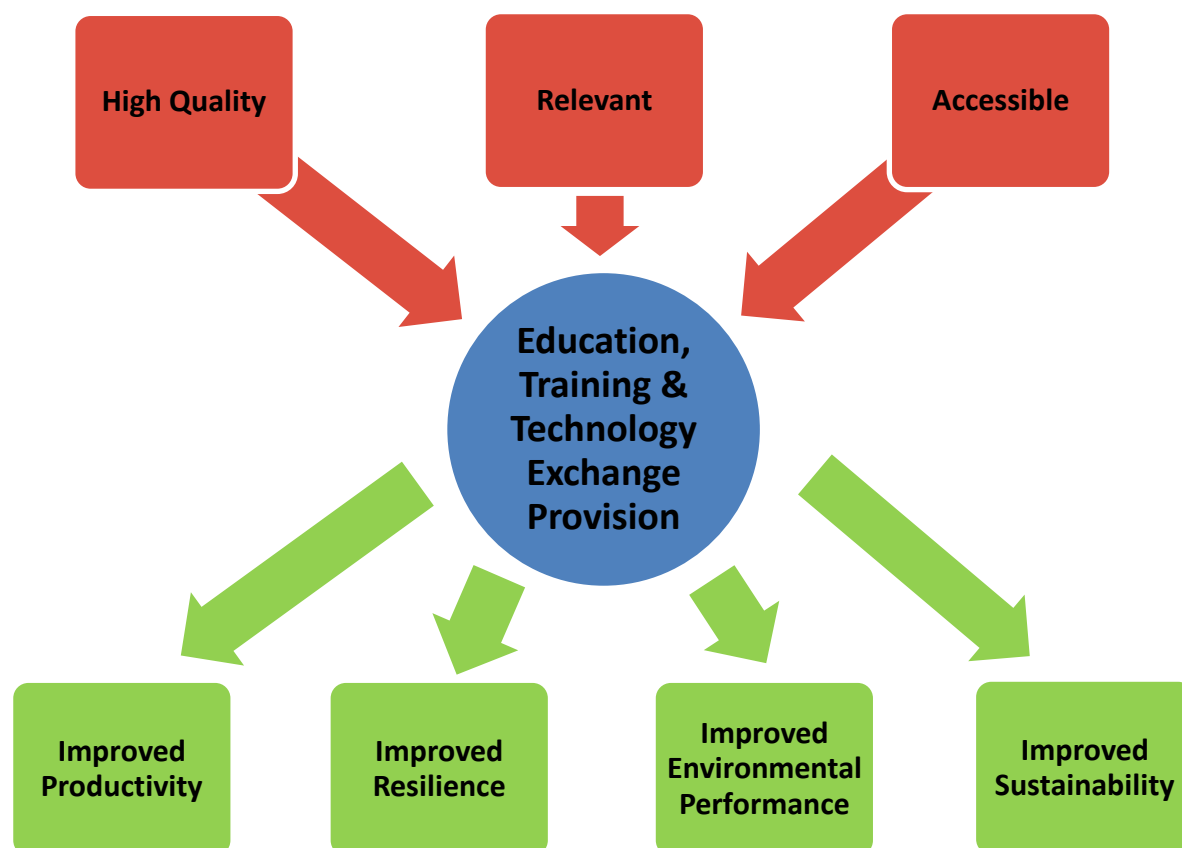 High Quality
Relevant
Accessible
Education,
Training &
Technology
Exchange
Provision
Improved
Productivity
Improved
Resilience
Improved
Environmental
Performance
Improved
Sustainability